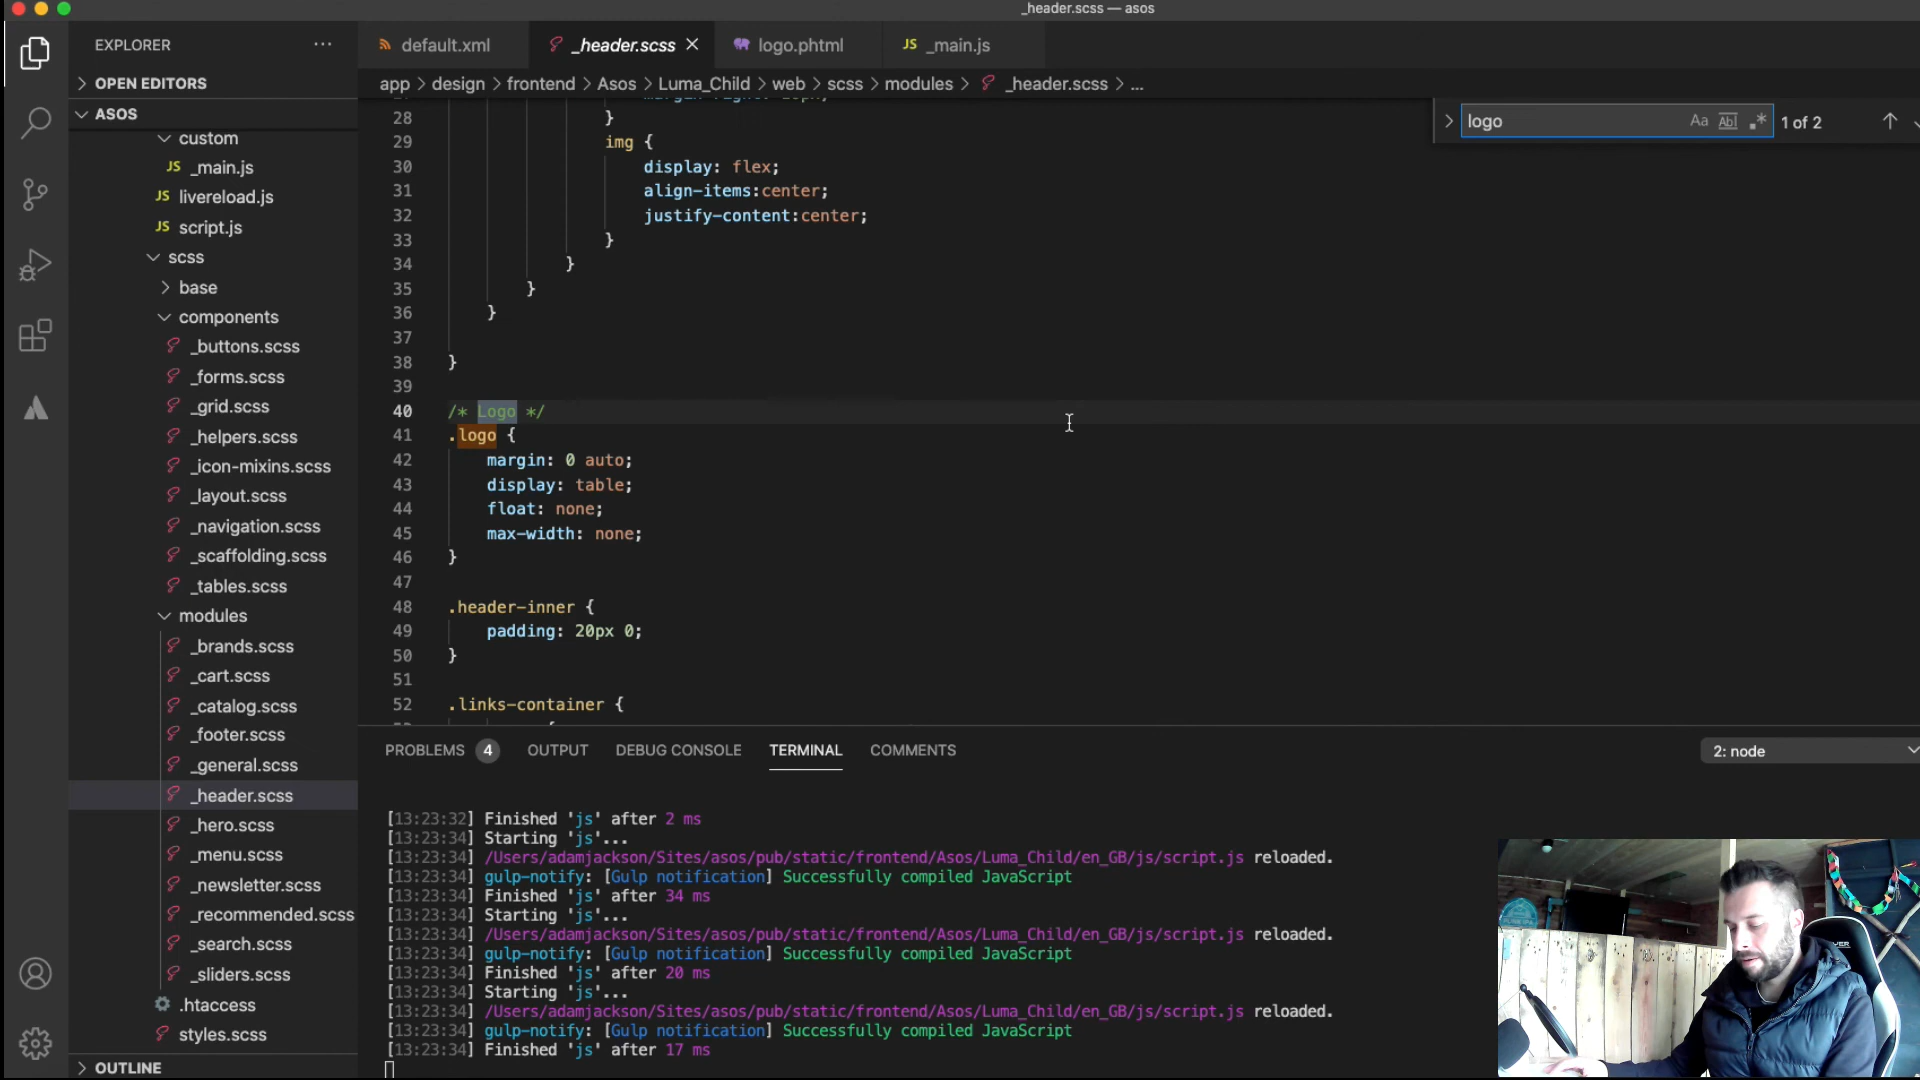 _header.scss — asos
EXPLORER
OPEN EDITORS
ASOS
custom
JS _main.js
JS livereload.js
JS script.js
scss
base
components
_buttons.scss
_forms.scss
_grid.scss
_helpers.scss
_icon-mixins.scss
_layout.scss
_navigation.scss
_scaffolding.scss
_tables.scss
modules
_brands.scss
_cart.scss
_catalog.scss
_footer.scss
_general.scss
_header.scss
_hero.scss
_menu.scss
_newsletter.scss
_recommended.scss
_search.scss
_sliders.scss
.htaccess
styles.scss
OUTLINE
default.xml
_header.scss
logo.phtml
JS _main.js
app > design > frontend > Asos > Luma_Child > web > scss > modules > _header.scss > ...
logo
Aa Abl .*
1 of 2
28 }
29 img {
30 display: flex;
31 align-items:center;
32 justify-content:center;
33 }
34 }
35 }
36 }
37
38 }
39
40 /* Logo */
41 .logo {
42 margin: 0 auto;
43 display: table;
44 float: none;
45 max-width: none;
46 }
47
48 .header-inner {
49 padding: 20px 0;
50 }
51
52 .links-container {
PROBLEMS 4 OUTPUT DEBUG CONSOLE TERMINAL COMMENTS
2: node
[13:23:32] Finished 'js' after 2 ms
[13:23:34] Starting 'js'...
[13:23:34] /Users/adamjackson/Sites/asos/pub/static/frontend/Asos/Luma_Child/en_GB/js/script.js reloaded.
[13:23:34] gulp-notify: [Gulp notification] Successfully compiled JavaScript
[13:23:34] Finished 'js' after 34 ms
[13:23:34] Starting 'js'...
[13:23:34] /Users/adamjackson/Sites/asos/pub/static/frontend/Asos/Luma_Child/en_GB/js/script.js reloaded.
[13:23:34] gulp-notify: [Gulp notification] Successfully compiled JavaScript
[13:23:34] Finished 'js' after 20 ms
[13:23:34] Starting 'js'...
[13:23:34] /Users/adamjackson/Sites/asos/pub/static/frontend/Asos/Luma_Child/en_GB/js/script.js reloaded.
[13:23:34] gulp-notify: [Gulp notification] Successfully compiled JavaScript
[13:23:34] Finished 'js' after 17 ms